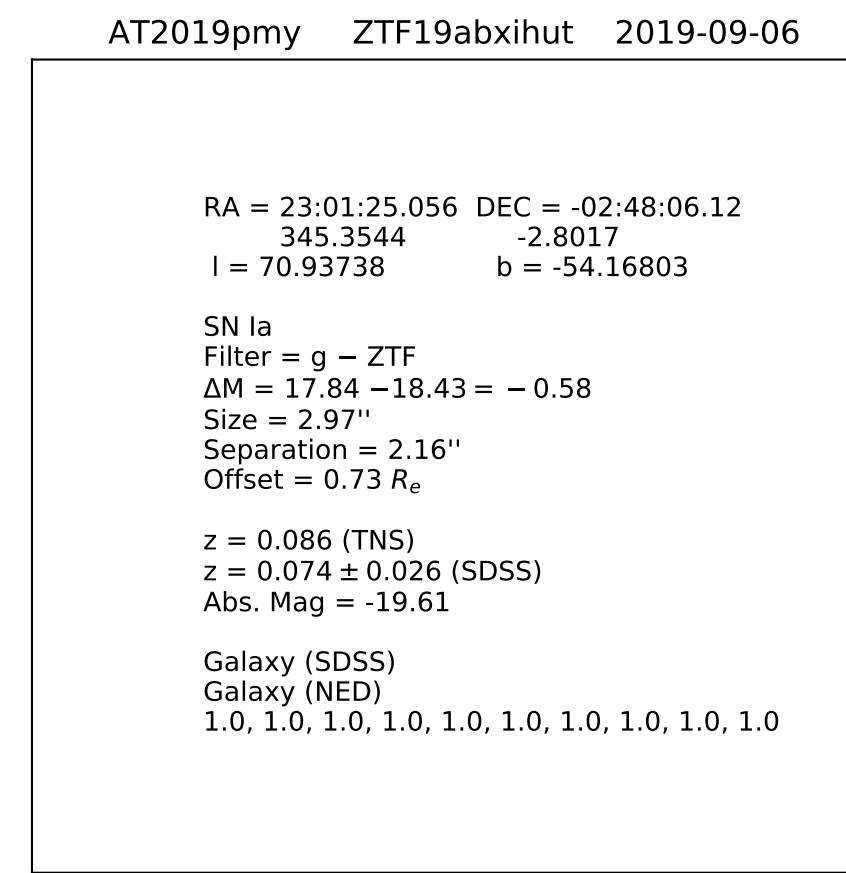 AT2019pmy ZTF19abxihut 2019-09-06
RA = 23:01:25.056 DEC = -02:48:06.12
345.3544 -2.8017
l = 70.93738 b = -54.16803
SN Ia
Filter = g − ZTF
ΔM = 17.84 −18.43 = − 0.58
Size = 2.97''
Separation = 2.16''
Offset = 0.73 Rₑ
z = 0.086 (TNS)
z = 0.074 ± 0.026 (SDSS)
Abs. Mag = -19.61
Galaxy (SDSS)
Galaxy (NED)
1.0, 1.0, 1.0, 1.0, 1.0, 1.0, 1.0, 1.0, 1.0, 1.0